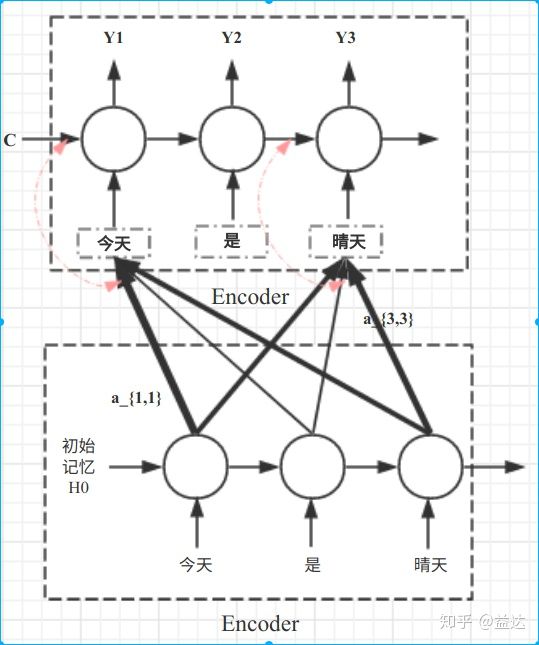 Y1 Y2 Y3
C
今天 是 晴天
Encoder
a_{3,3}
a_{1,1}
初始
记忆
H0
今天 是 晴天
Encoder
知乎 @益达